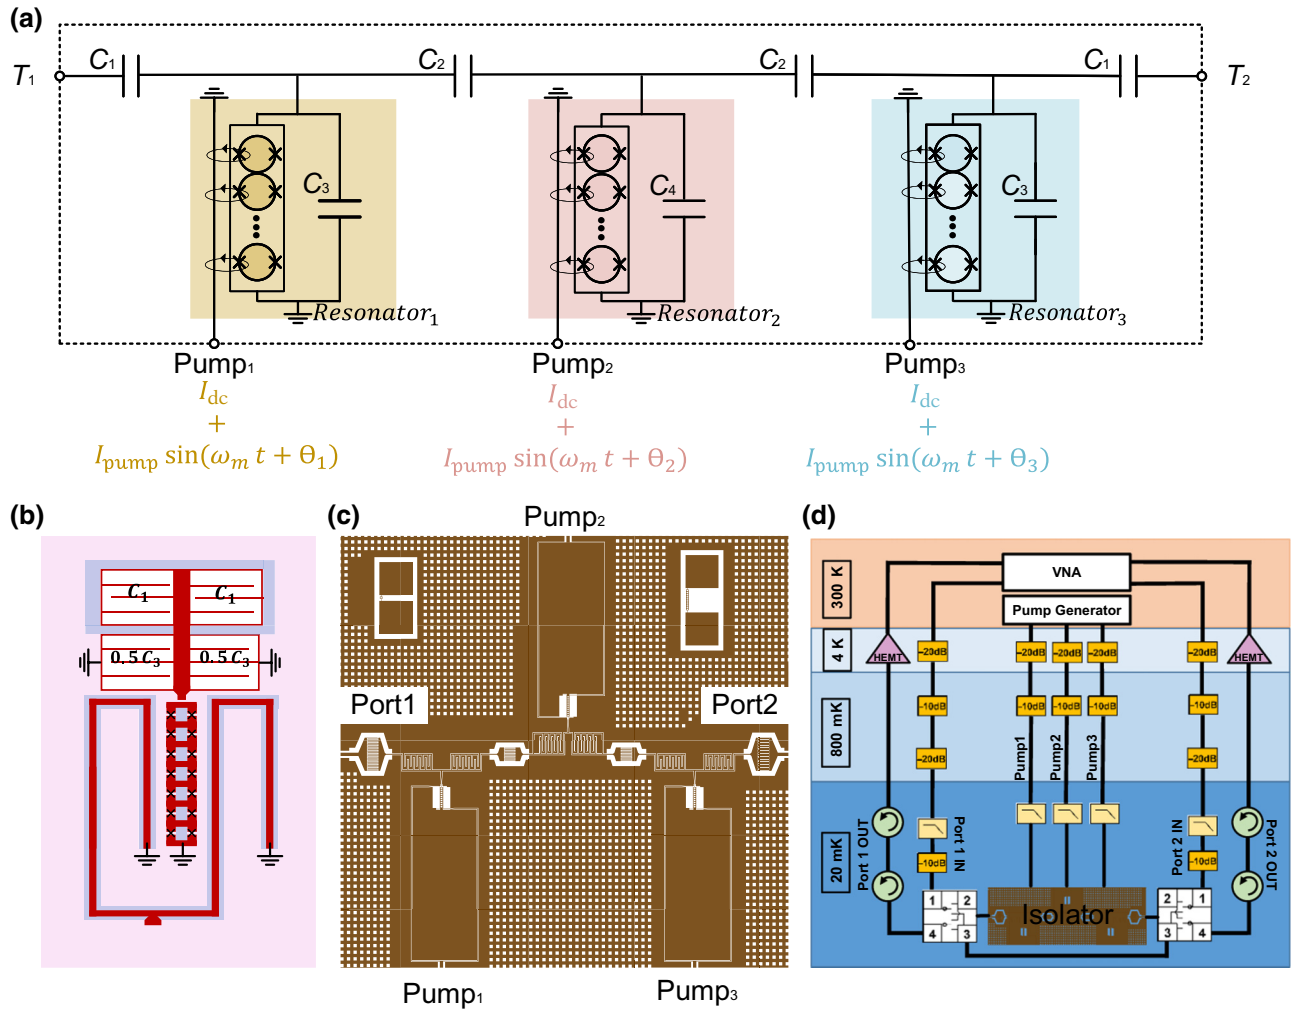 (a)
T1 C1 C2 C2 C1 T2
C3 C4 C3
Resonator1 Resonator2 Resonator3
Pump1 Pump2 Pump3
Idc Idc Idc
+ + +
Ipump sin(ωm t + Θ1) Ipump sin(ωm t + Θ2) Ipump sin(ωm t + Θ3)
(b)
C1 C1
0.5 C3 0.5 C3
(c)
Pump2
Port1 Port2
Pump1 Pump3
(d)
300 K
VNA
Pump Generator
4 K
HEMT -20dB -20dB -20dB -20dB -20dB HEMT
800 mK
-10dB -10dB -10dB -10dB
-20dB -20dB
Pump1 Pump2 Pump3
20 mK
Port 1 OUT Port 1 IN Port 2 IN Port 2 OUT
-10dB -10dB
1 2 2 1
4 3 3 4
Isolator